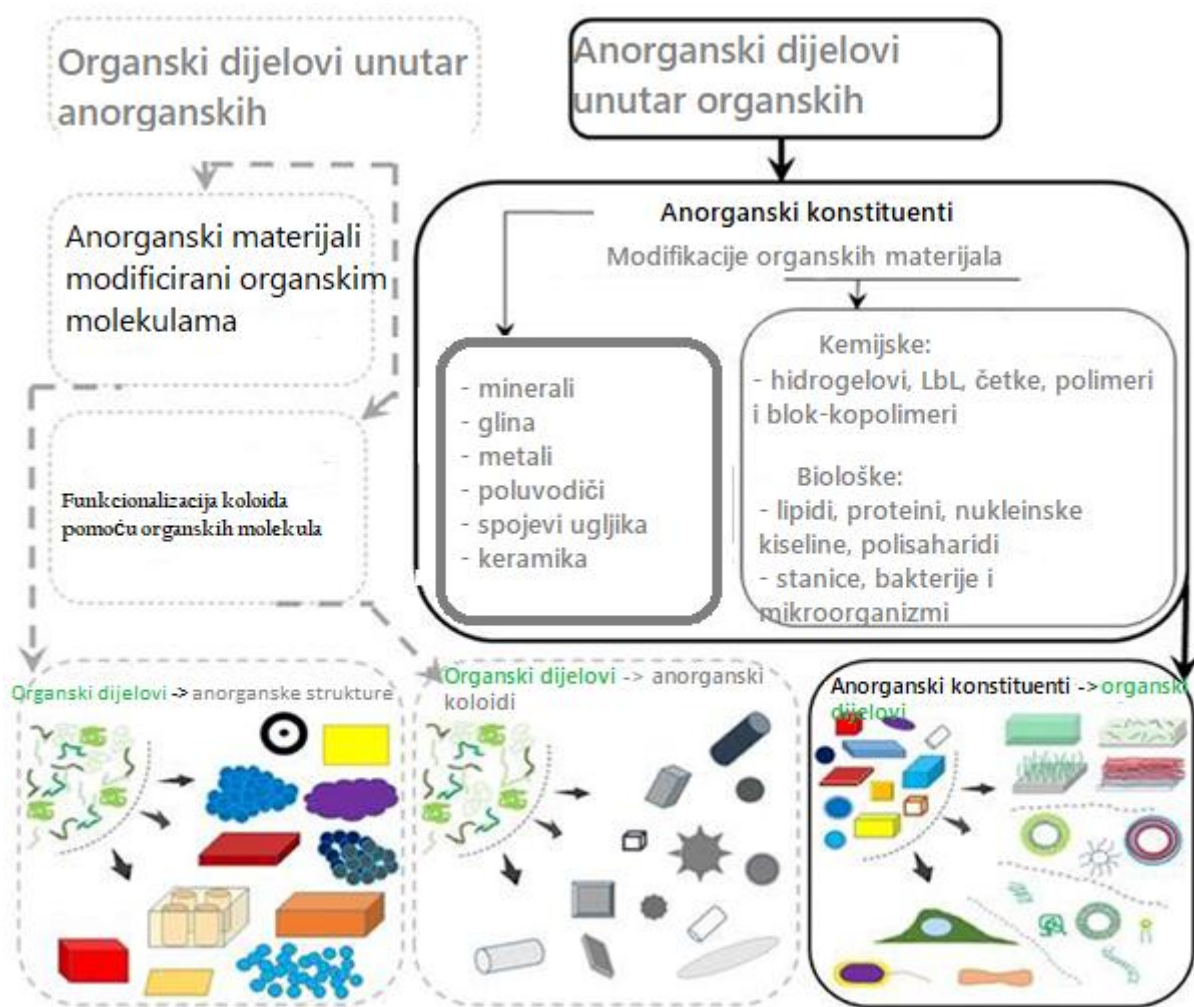 Organski dijelovi unutar
anorganskih
Anorganski dijelovi
unutar organskih
Anorganski materijali
modificirani organskim
molekulama
Funkcionalizacija koloida
pomoću organskih molekula
Anorganski konstituenti
Modifikacije organskih materijala
- minerali
- glina
- metali
- poluvodiči
- spojevi ugljika
- keramika
Kemijske:
- hidrogelovi, LbL, četke, polimeri
i blok-kopolimeri
Biološke:
- lipidi, proteini, nukleinske
kiseline, polisaharidi
- stanice, bakterije i
mikroorganizmi
Organski dijelovi -> anorganske strukture
Organski dijelovi -> anorganski
koloidi
Anorganski konstituenti -> organski
dijelovi